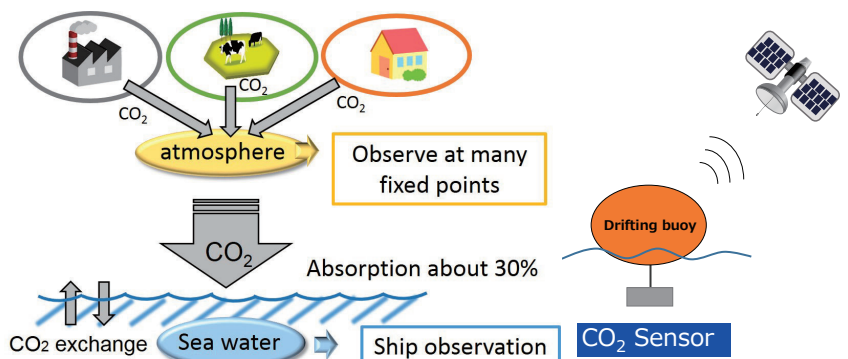 CO₂
CO₂
CO₂
atmosphere
Observe at many
fixed points
CO₂
Absorption about 30%
CO₂ exchange
Sea water
Ship observation
Drifting buoy
CO₂ Sensor